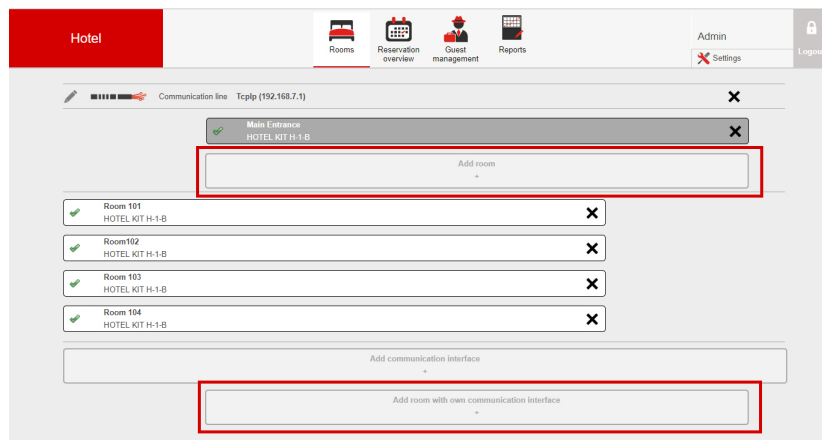 Hotel
Rooms
Reservation
overview
Guest
management
Reports
Admin
Settings
Logou
Communication line TcpIp (192.168.7.1)
Main Entrance
HOTEL KIT H-1-B
Add room
+
Room 101
HOTEL KIT H-1-B
Room102
HOTEL KIT H-1-B
Room 103
HOTEL KIT H-1-B
Room 104
HOTEL KIT H-1-B
Add communication interface
+
Add room with own communication interface
+